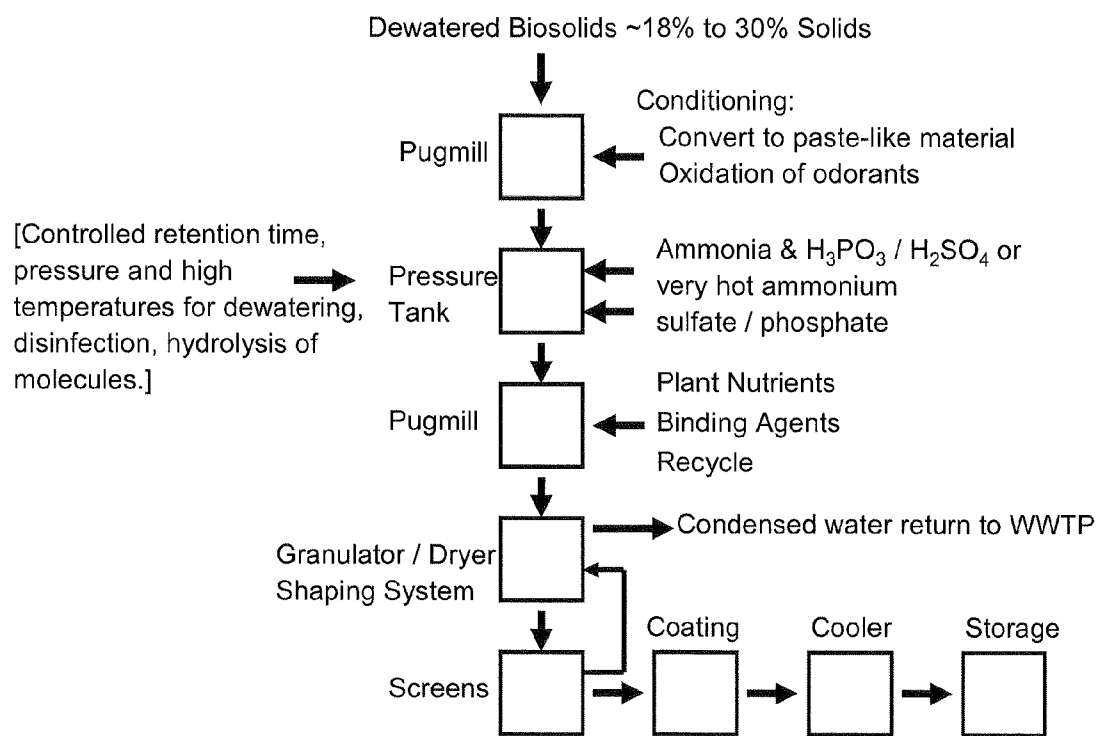 Dewatered Biosolids ~18% to 30% Solids
Conditioning:
Convert to paste-like material
Oxidation of odorants
Pugmill
[Controlled retention time,
pressure and high
temperatures for dewatering,
disinfection, hydrolysis of
molecules.]
Pressure
Tank
Ammonia & H₃PO₃ / H₂SO₄ or
very hot ammonium
sulfate / phosphate
Pugmill
Plant Nutrients
Binding Agents
Recycle
Granulator / Dryer
Shaping System
Condensed water return to WWTP
Screens
Coating
Cooler
Storage